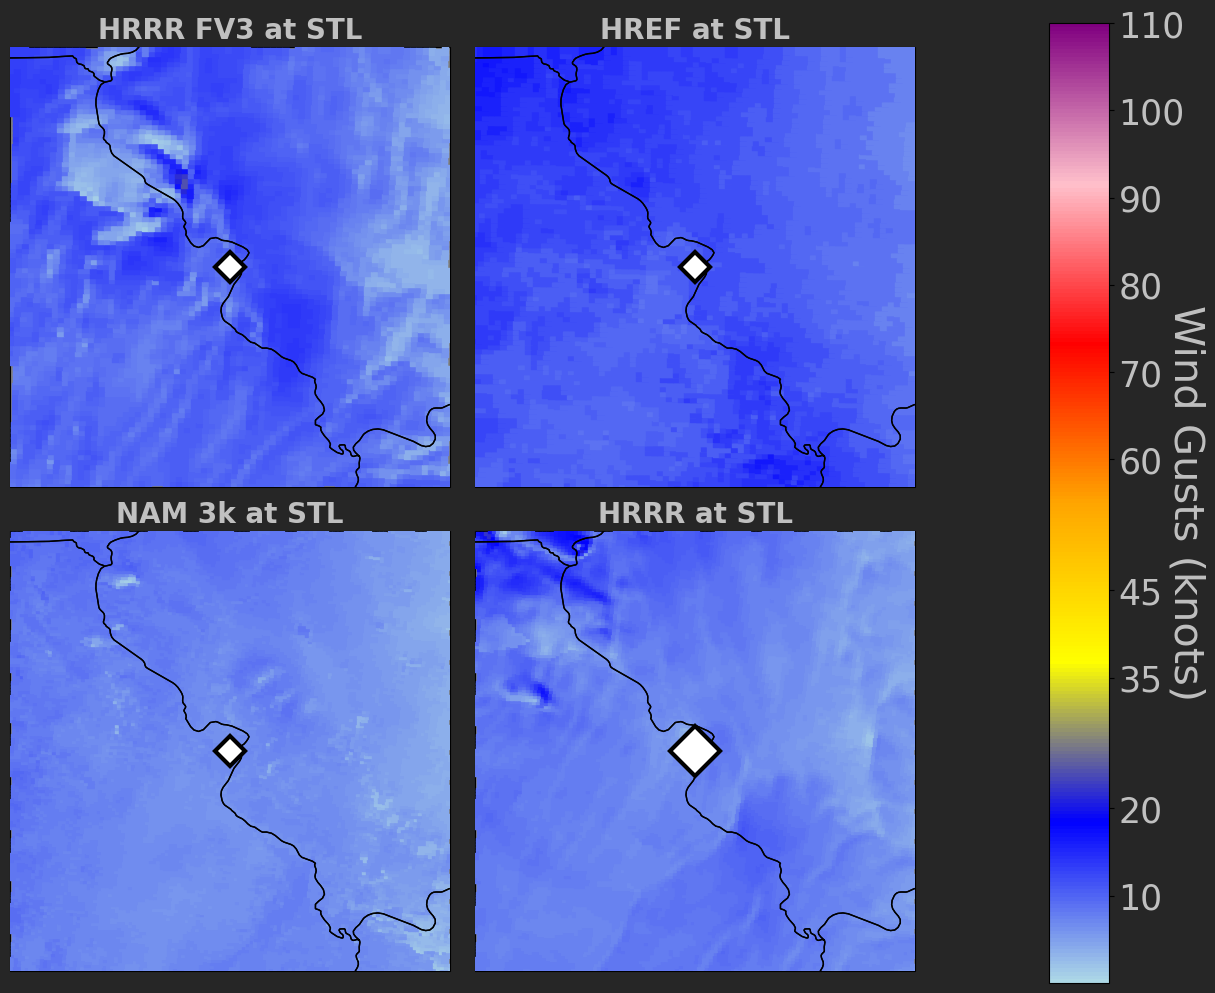 HRRR FV3 at STL
HREF at STL
NAM 3k at STL
HRRR at STL
110
100
90
80
70
60
45
35
20
10
Wind Gusts (knots)